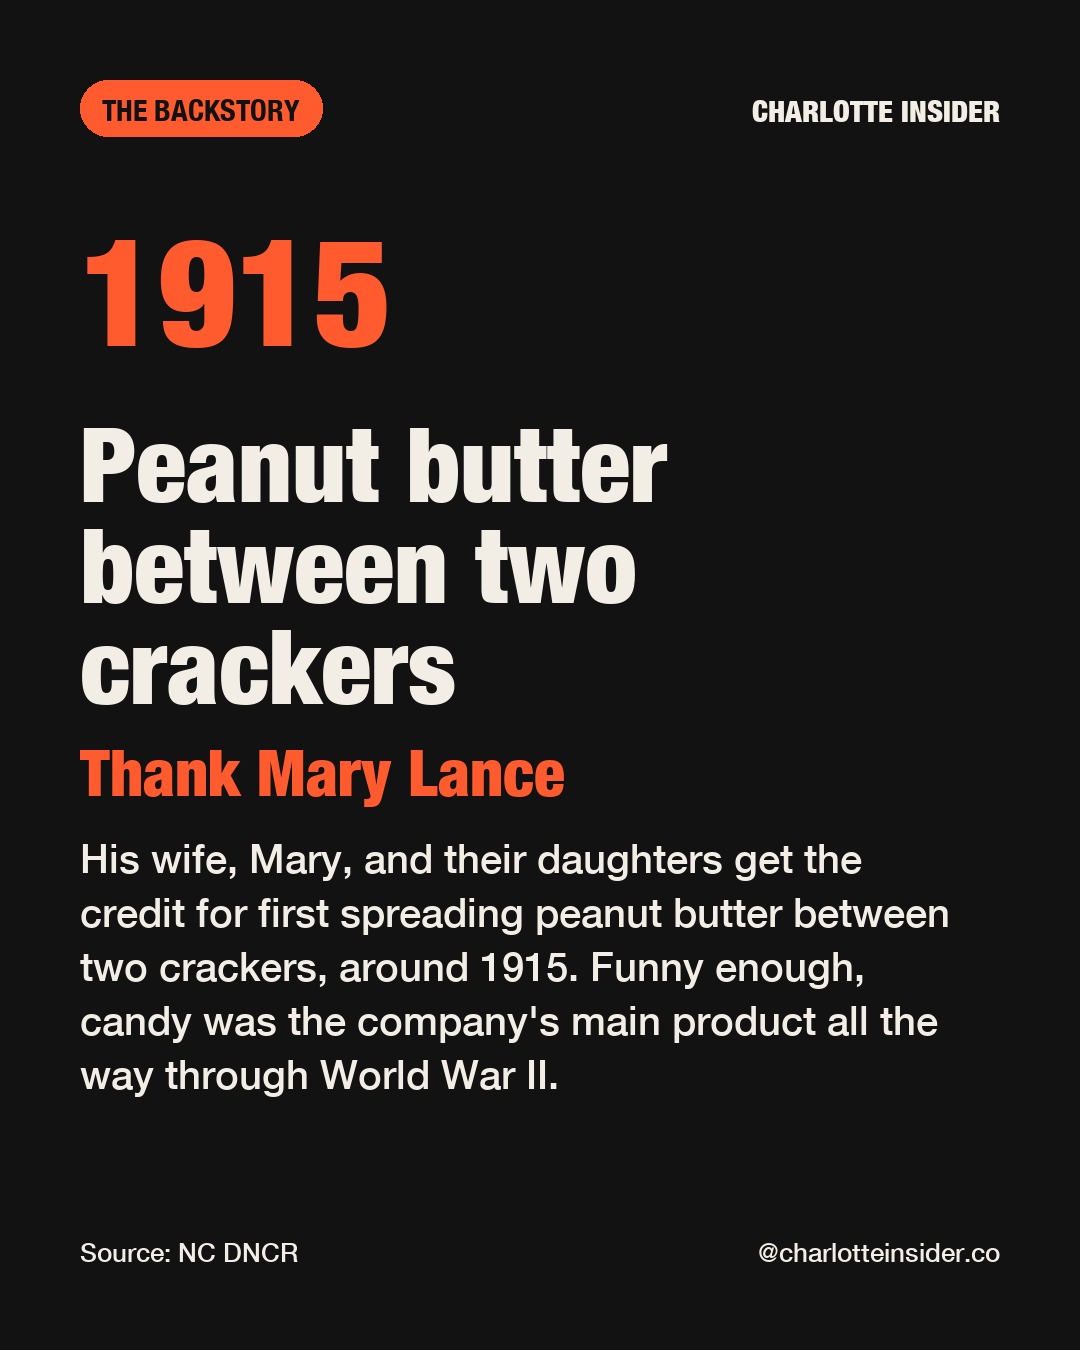 THE BACKSTORY
CHARLOTTE INSIDER
1915
Peanut butter
between two
crackers
Thank Mary Lance
His wife, Mary, and their daughters get the
credit for first spreading peanut butter between
two crackers, around 1915. Funny enough,
candy was the company's main product all the
way through World War II.
Source: NC DNCR
@charlotteinsider.co